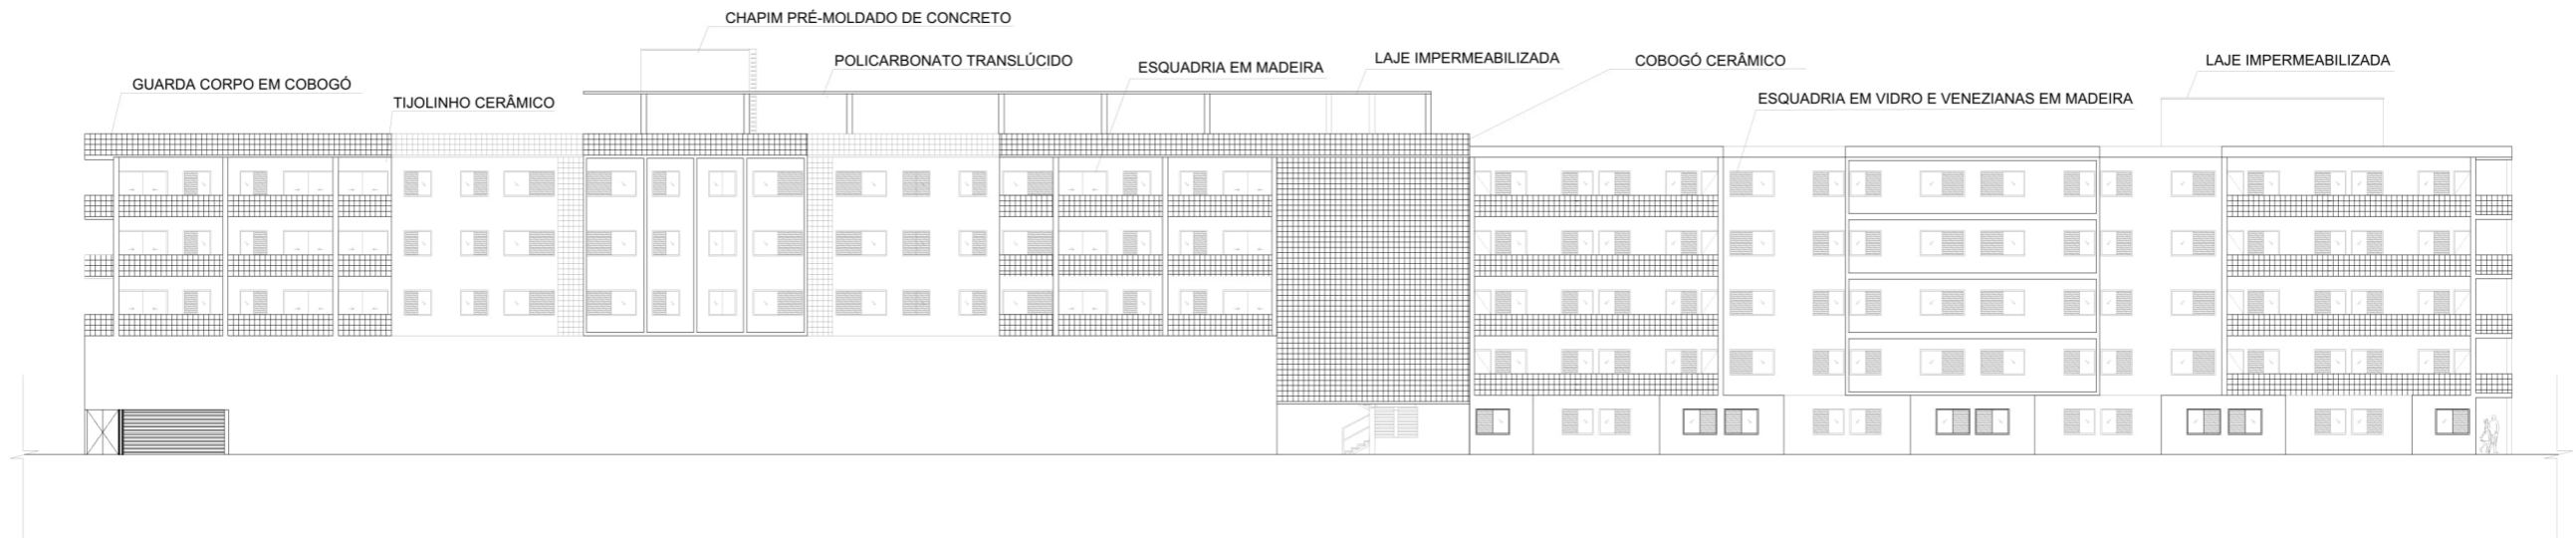 CHAPIM PRÉ-MOLDADO DE CONCRETO
POLICARBONATO TRANSLÚCIDO
LAJE IMPERMEABILIZADA
COBOGÓ CERÂMICO
LAJE IMPERMEABILIZADA
ESQUADRIA EM MADEIRA
GUARDA CORPO EM COBOGÓ
TIJOLINHO CERÂMICO
ESQUADRIA EM VIDRO E VENEZIANAS EM MADEIRA